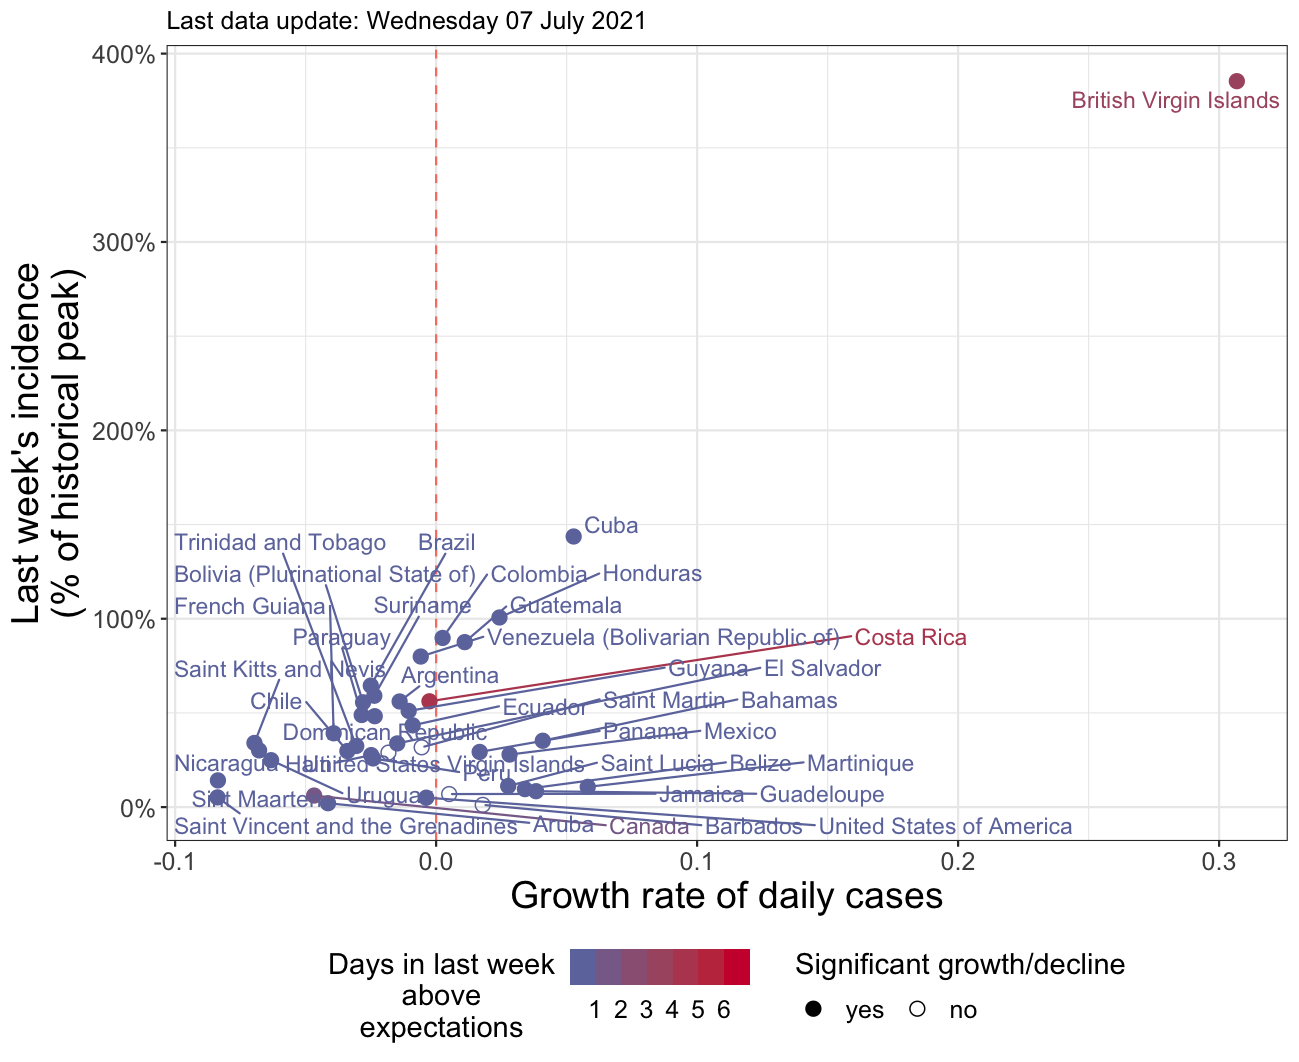 Last data update: Wednesday 07 July 2021
Last week's incidence
(% of historical peak)
400%
300%
200%
100%
0%
British Virgin Islands
Cuba
Trinidad and Tobago
Brazil
Bolivia (Plurinational State of)
Colombia
Honduras
French Guiana
Suriname
Guatemala
Paraguay
Venezuela (Bolivarian Republic of)
Costa Rica
Saint Kitts and Nevis
Argentina
Guyana
El Salvador
Chile
Ecuador
Saint Martin
Bahamas
Dominican Republic
Panama
Mexico
Nicaragua
Haiti
United States Virgin Islands
Peru
Saint Lucia
Belize
Martinique
Sint Maarten
Uruguay
Jamaica
Guadeloupe
Saint Vincent and the Grenadines
Aruba
Canada
Barbados
United States of America
-0.1
0.0
0.1
0.2
0.3
Growth rate of daily cases
Days in last week
above
expectations
1 2 3 4 5 6
Significant growth/decline
yes
no